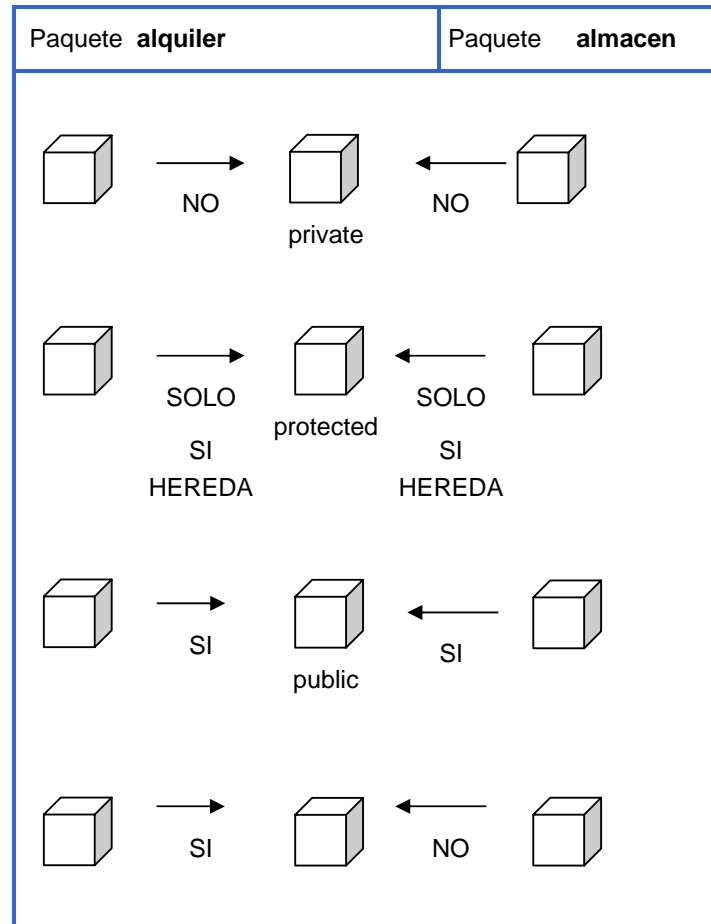 Paquete alquiler Paquete almacen
NO NO
private
SOLO SOLO
protected
SI SI
HEREDA HEREDA
SI SI
public
SI NO